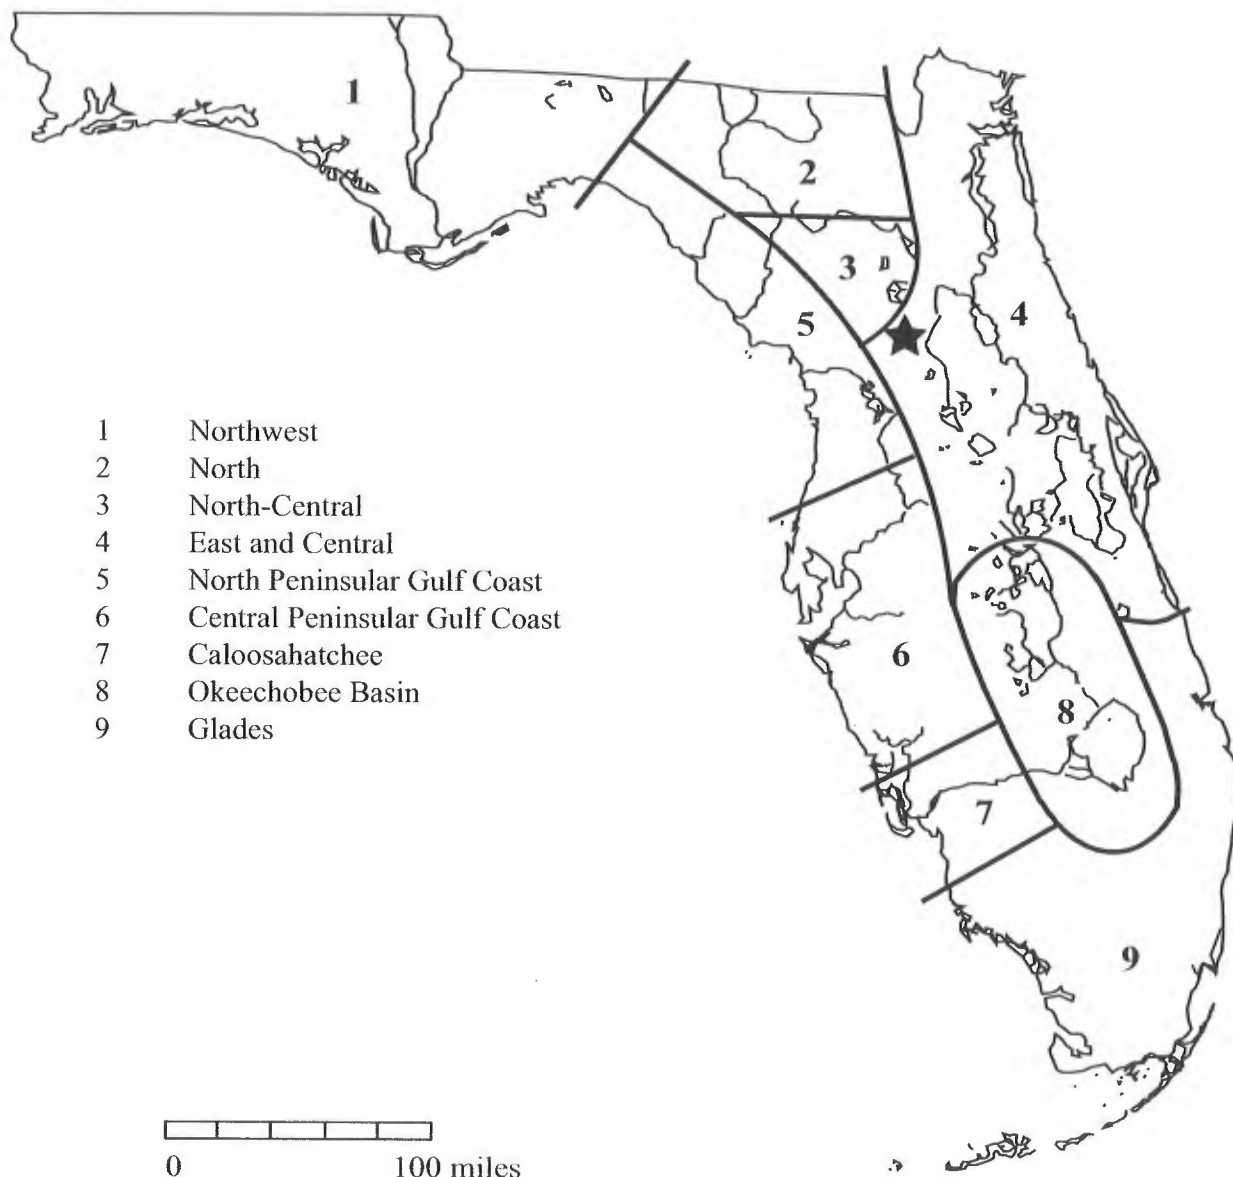 1
2
3
4
5
1 Northwest
2 North
3 North-Central
4 East and Central
5 North Peninsular Gulf Coast
6 Central Peninsular Gulf Coast
7 Caloosahatchee
8 Okeechobee Basin
9 Glades
6
8
7
9
0 100 miles